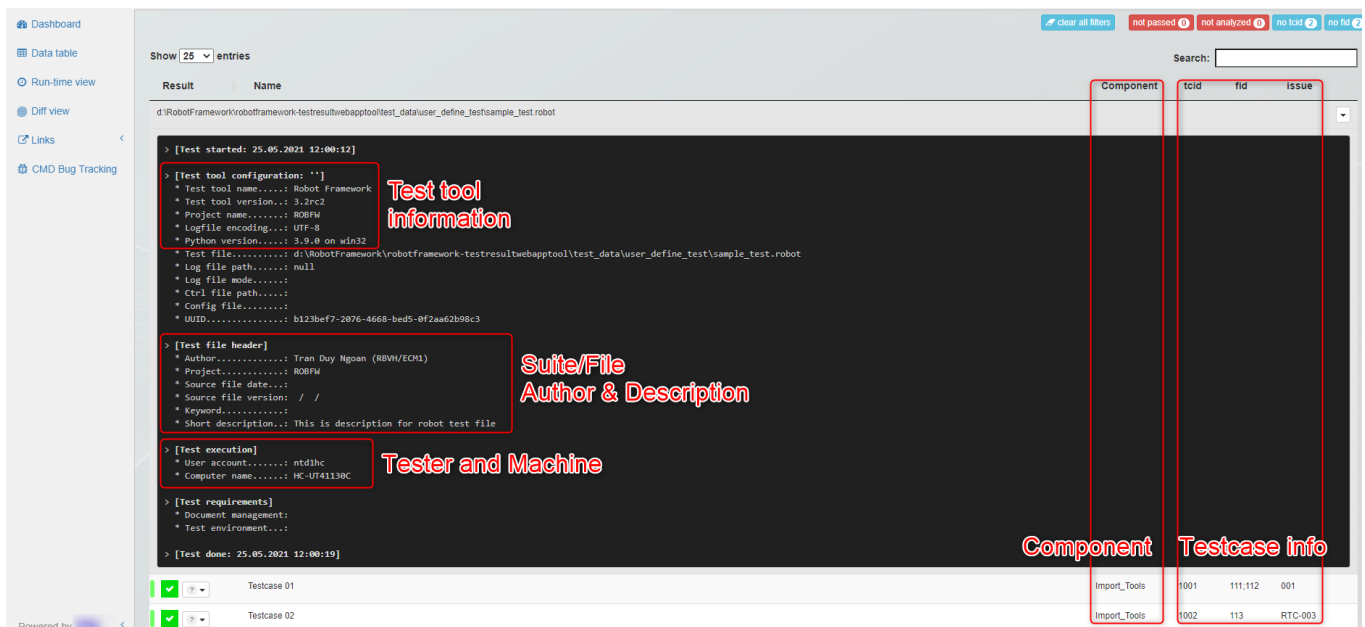 Dashboard
clear all filters not passed 0 not analyzed 0 no tcid 2 no fid 2
Data table
Show 25 entries
Search:
Run-time view
Result Name Component tcid fid issue
Diff view
d:\RobotFramework\robotframework-testresultwebapptool\test_data\user_define_test\sample_test.robot
Links
CMD Bug Tracking
> [Test started: 25.05.2021 12:00:12]
> [Test tool configuration: '']
* Test tool name.....: Robot Framework
* Test tool version..: 3.2rc2
* Project name.......: ROBFW
* Logfile encoding...: UTF-8
* Python version.....: 3.9.0 on win32
Test tool
information
* Test file..........: d:\RobotFramework\robotframework-testresultwebapptool\test_data\user_define_test\sample_test.robot
* Log file path......: null
* Log file mode......:
* Ctrl file path.....:
* Config file........:
* UUID...............: b123bef7-2076-4668-bed5-0f2aa62b98c3
> [Test file header]
* Author.............: Tran Duy Ngoan (RBVH/ECM1)
* Project............: ROBFW
* Source file date...:
* Source file version: / /
* Keyword............:
* Short description..: This is description for robot test file
Suite/File
Author & Description
> [Test execution]
* User account.......: ntd1hc
* Computer name......: HC-UT41130C
Tester and Machine
> [Test requirements]
* Document management:
* Test environment...:
> [Test done: 25.05.2021 12:00:19]
Component Testcase info
? Testcase 01 Import_Tools 1001 111;112 001
? Testcase 02 Import_Tools 1002 113 RTC-003
Powered by